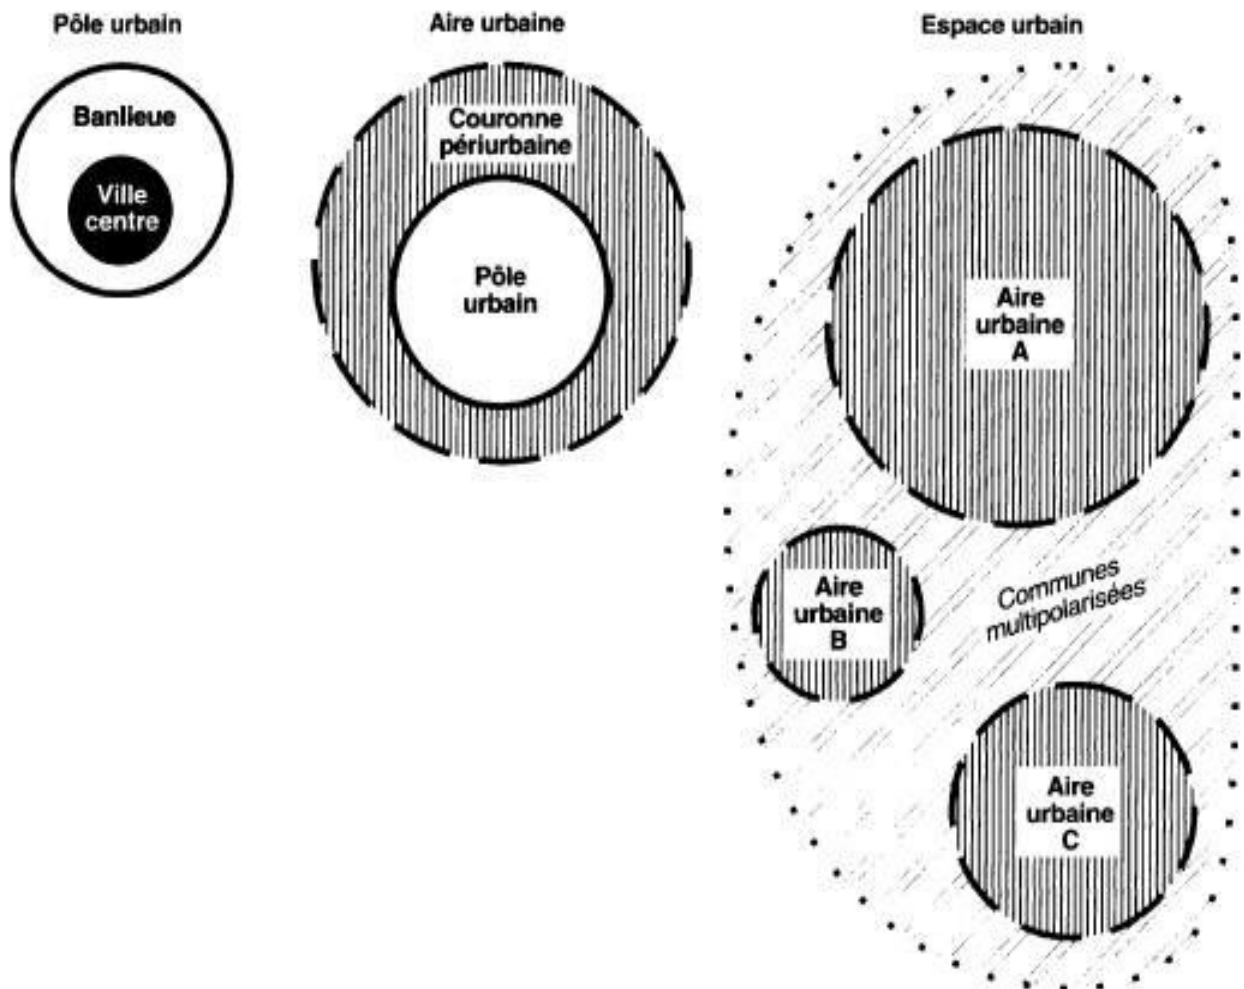 Pôle urbain
Banlieue
Ville
centre
Aire urbaine
Couronne
périurbaine
Pôle
urbain
Espace urbain
Aire
urbaine
A
Aire
urbaine
B
Communes
multipolarisées
Aire
urbaine
C